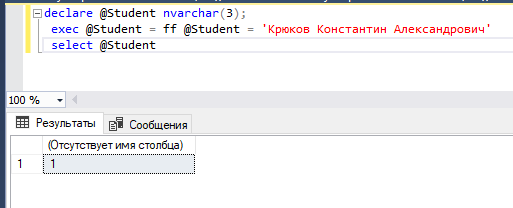 declare @Student nvarchar(3);
exec @Student = ff @Student = 'Крюков Константин Александрович'
select @Student
100 %
Результаты Сообщения
(Отсутствует имя столбца)
1 1